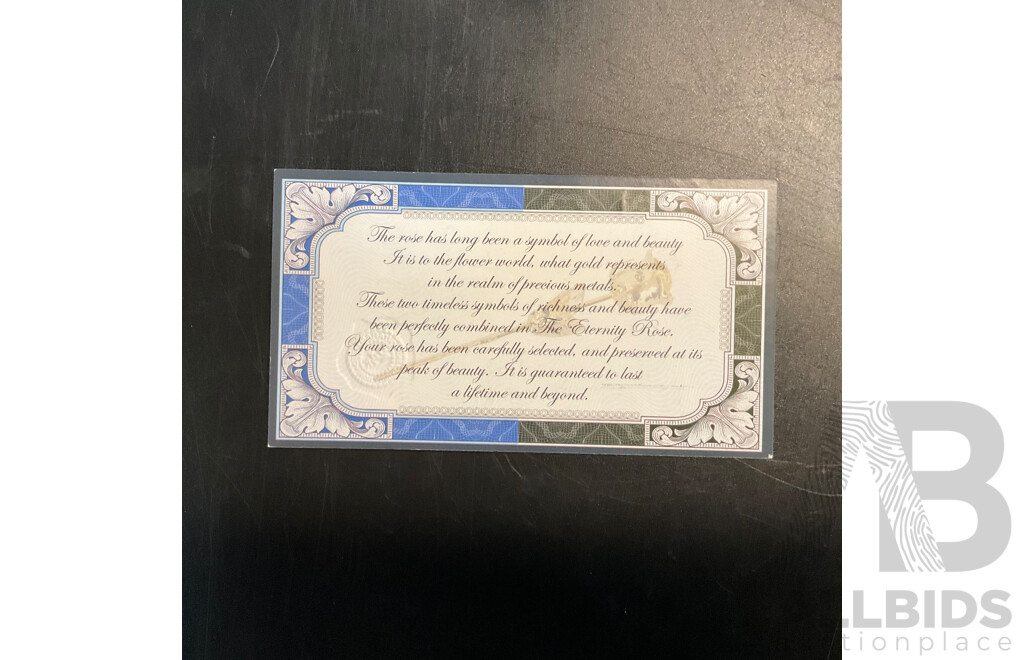 The rose has long been a symbol of love and beauty
It is to the flower world, what gold represents
in the realm of precious metals.
These two timeless symbols of richness and beauty have
been perfectly combined in The Eternity Rose.
Your rose has been carefully selected, and preserved at its
peak of beauty. It is guaranteed to last
a lifetime and beyond.
B
LLBIDS
tionplace